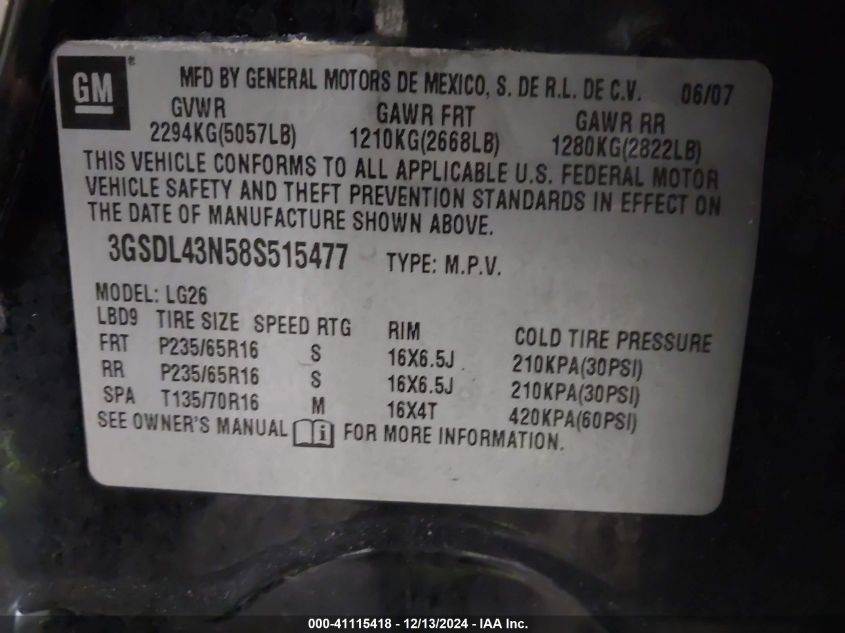 GM ® MFD BY GENERAL MOTORS DE MEXICO, S. DE R.L. DE C.V. 06/07
GVWR GAWR FRT GAWR RR
2294KG(5057LB) 1210KG(2668LB) 1280KG(2822LB)
THIS VEHICLE CONFORMS TO ALL APPLICABLE U.S. FEDERAL MOTOR
VEHICLE SAFETY AND THEFT PREVENTION STANDARDS IN EFFECT ON
THE DATE OF MANUFACTURE SHOWN ABOVE.
3GSDL43N58S515477 TYPE: M.P.V.
MODEL: LG26
LBD9 TIRE SIZE SPEED RTG RIM COLD TIRE PRESSURE
FRT P235/65R16 S 16X6.5J 210KPA(30PSI)
RR P235/65R16 S 16X6.5J 210KPA(30PSI)
SPA T135/70R16 M 16X4T 420KPA(60PSI)
SEE OWNER'S MANUAL i FOR MORE INFORMATION.
000-41115418 - 12/13/2024 - IAA Inc.